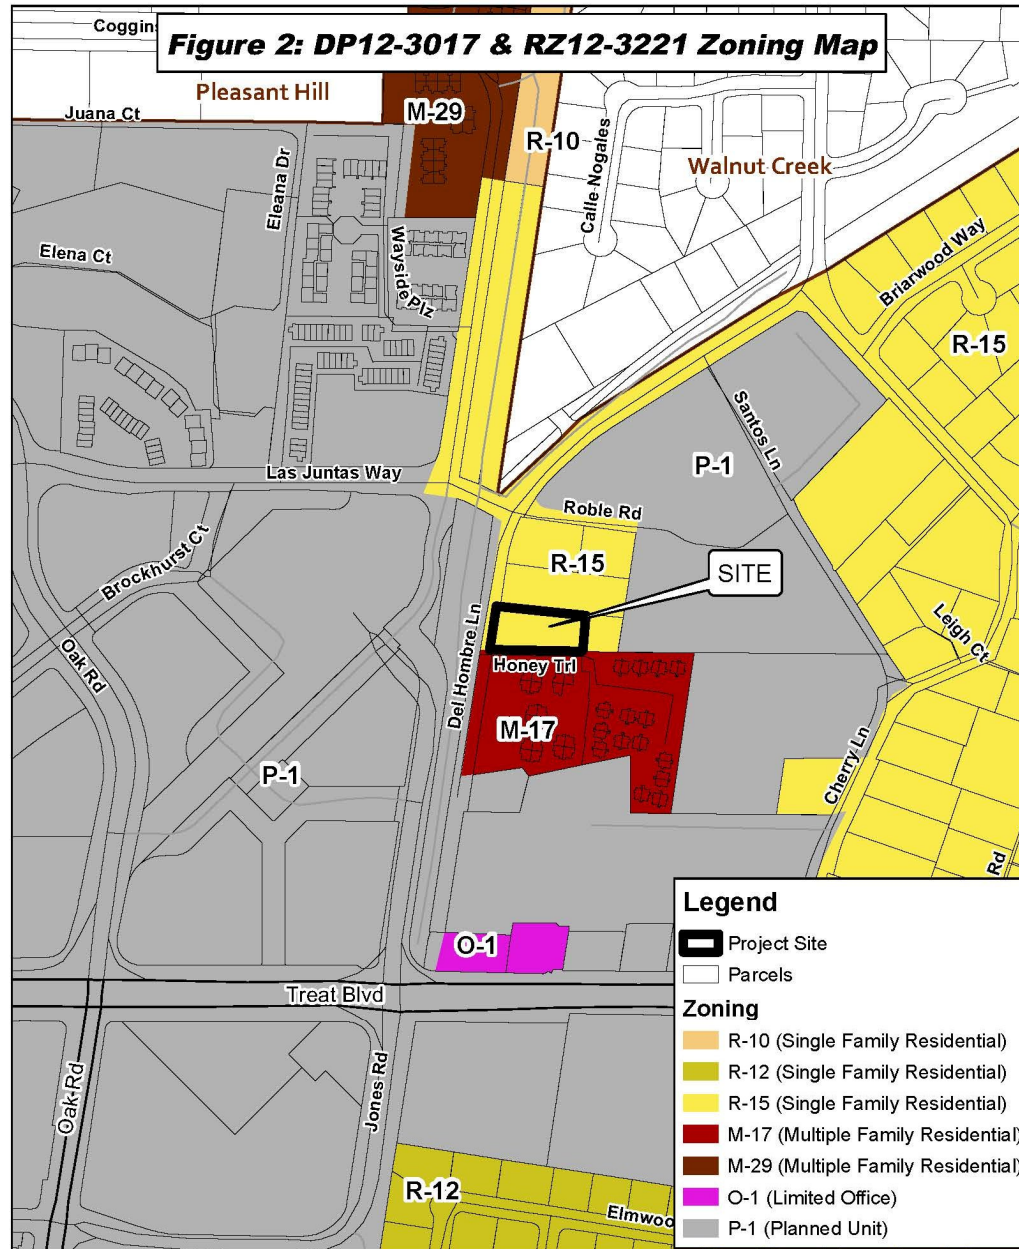 Coggins
Figure 2: DP12-3017 & RZ12-3221 Zoning Map
Pleasant Hill
Juana Ct
M-29
R-10
Calle Nogales
Walnut Creek
Eleana Dr
Elena Ct
Wayside Plz
Briarwood Way
R-15
Santos Ln
P-1
Las Juntas Way
Roble Rd
Brockhurst Ct
R-15
SITE
Oak Rd
Del Hombre Ln
Honey Trl
Leigh Ct
M-17
P-1
Cherry Ln
Rd
O-1
Treat Blvd
Oak Rd
Jones Rd
R-12
Elmwoo
Legend
Project Site
Parcels
Zoning
R-10 (Single Family Residential)
R-12 (Single Family Residential)
R-15 (Single Family Residential)
M-17 (Multiple Family Residential)
M-29 (Multiple Family Residential)
O-1 (Limited Office)
P-1 (Planned Unit)